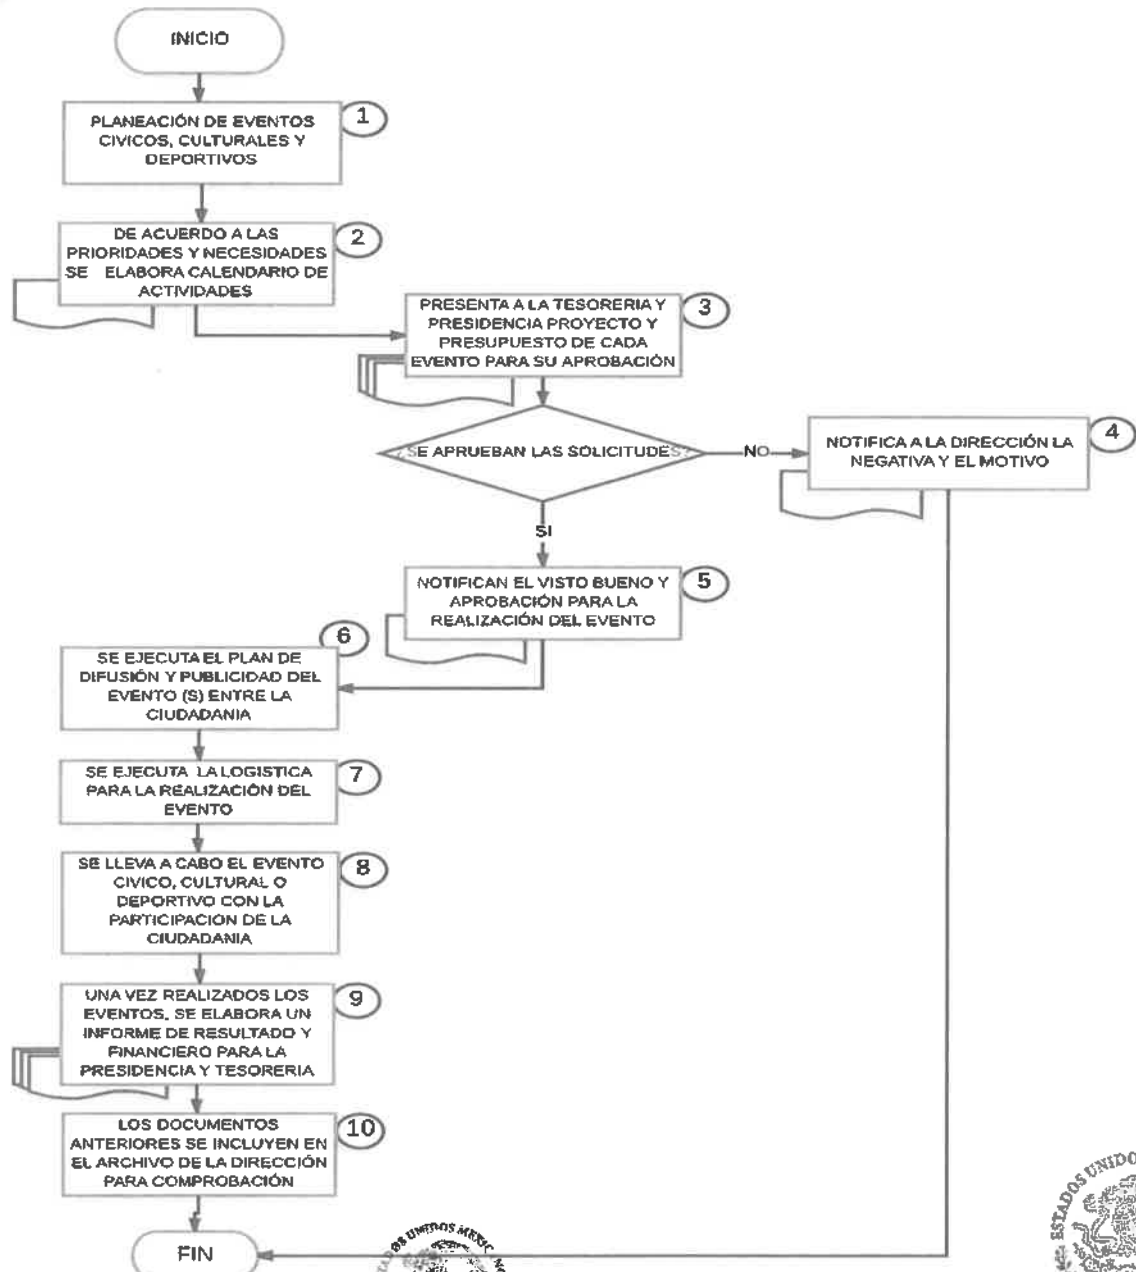 INICIO
1
PLANEACIÓN DE EVENTOS
CIVICOS, CULTURALES Y
DEPORTIVOS
2
DE ACUERDO A LAS
PRIORIDADES Y NECESIDADES
SE ELABORA CALENDARIO DE
ACTIVIDADES
3
PRESENTA A LA TESORERIA Y
PRESIDENCIA PROYECTO Y
PRESUPUESTO DE CADA
EVENTO PARA SU APROBACIÓN
¿SE APRUEBAN LAS SOLICITUDES?
NO
4
NOTIFICA A LA DIRECCIÓN LA
NEGATIVA Y EL MOTIVO
SI
5
NOTIFICAN EL VISTO BUENO Y
APROBACIÓN PARA LA
REALIZACIÓN DEL EVENTO
6
SE EJECUTA EL PLAN DE
DIFUSIÓN Y PUBLICIDAD DEL
EVENTO (S) ENTRE LA
CIUDADANIA
7
SE EJECUTA LA LOGISTICA
PARA LA REALIZACIÓN DEL
EVENTO
8
SE LLEVA A CABO EL EVENTO
CIVICO, CULTURAL O
DEPORTIVO CON LA
PARTICIPACION DE LA
CIUDADANIA
9
UNA VEZ REALIZADOS LOS
EVENTOS, SE ELABORA UN
INFORME DE RESULTADO Y
FINANCIERO PARA LA
PRESIDENCIA Y TESORERIA
10
LOS DOCUMENTOS
ANTERIORES SE INCLUYEN EN
EL ARCHIVO DE LA DIRECCIÓN
PARA COMPROBACIÓN
FIN
UNIDOS
ESTADOS UNIDO